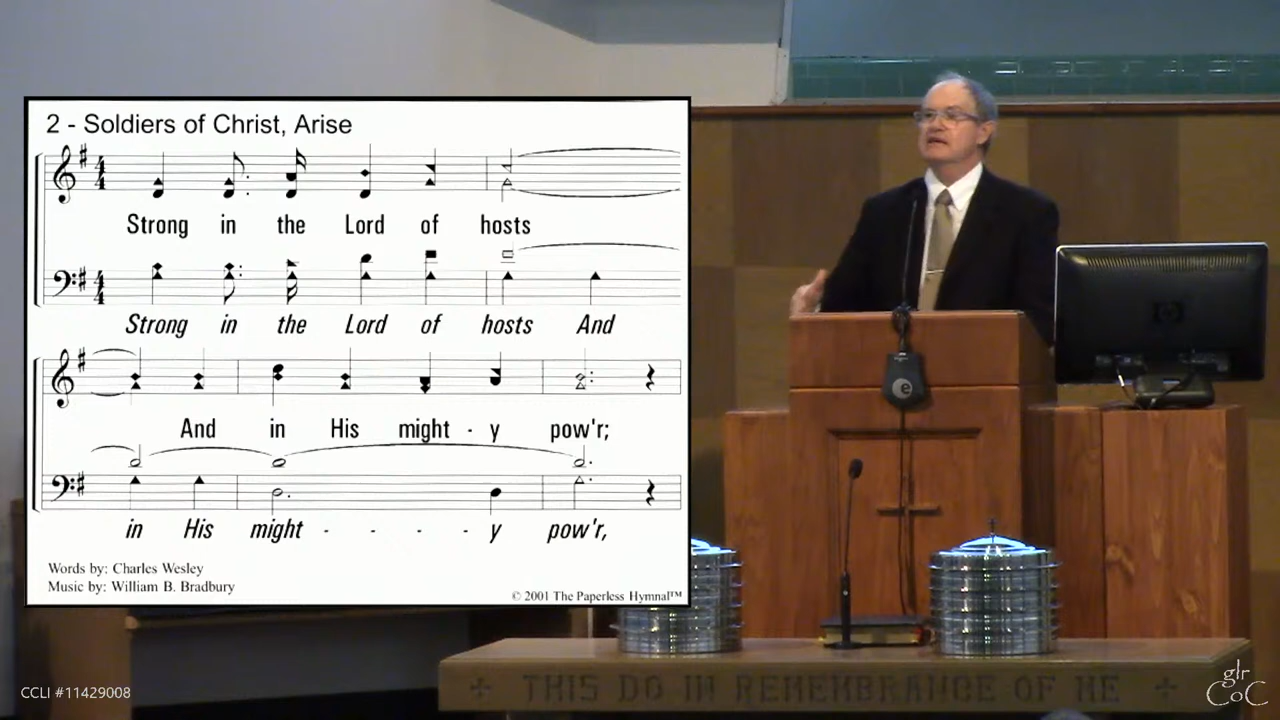 2 - Soldiers of Christ, Arise
Strong in the Lord of hosts
Strong in the Lord of hosts And
And in His might - y pow'r;
in His might - - - - y pow'r,
Words by: Charles Wesley
Music by: William B. Bradbury
© 2001 The Paperless Hymnal™
e
THIS DO IN REMEMBRANCE OF ME
CCLI #11429008
glr
CoC